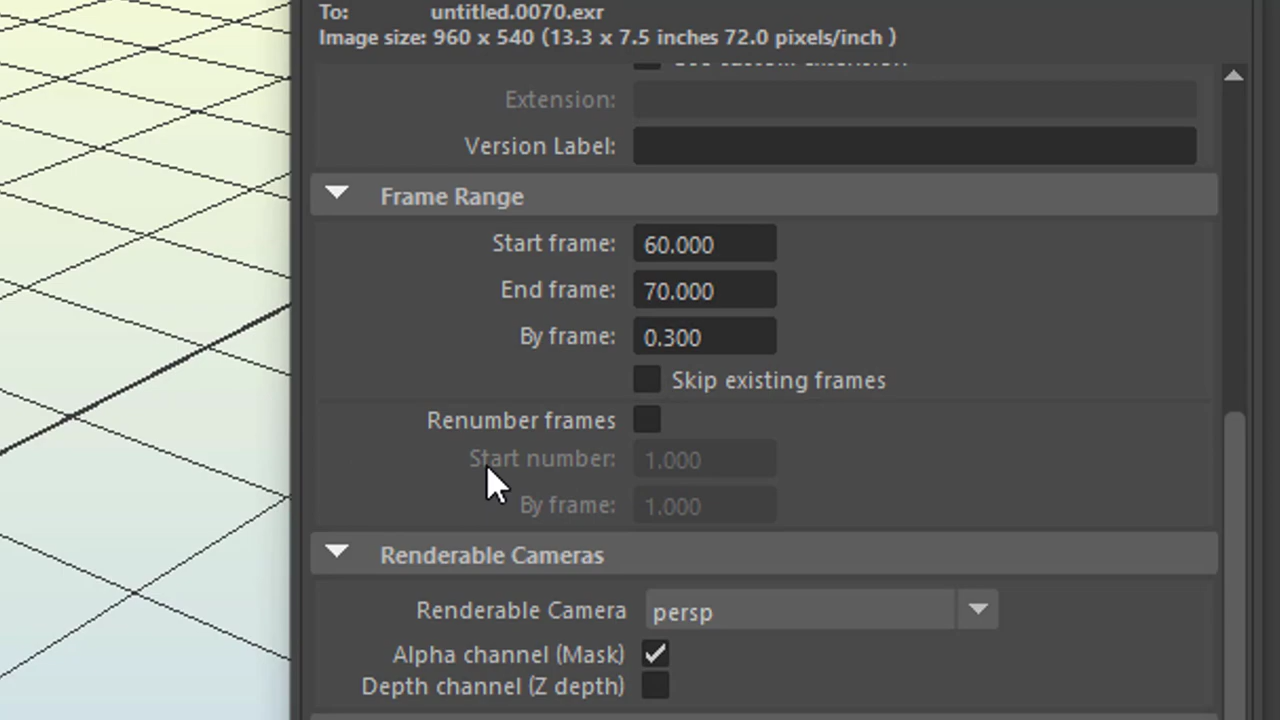 To: untitled.0070.exr
Image size: 960 x 540 (13.3 x 7.5 inches 72.0 pixels/inch )
Extension:
Version Label:
Frame Range
Start frame: 60.000
End frame: 70.000
By frame: 0.300
Skip existing frames
Renumber frames
Start number: 1.000
By frame: 1.000
Renderable Cameras
Renderable Camera persp
Alpha channel (Mask)
Depth channel (Z depth)